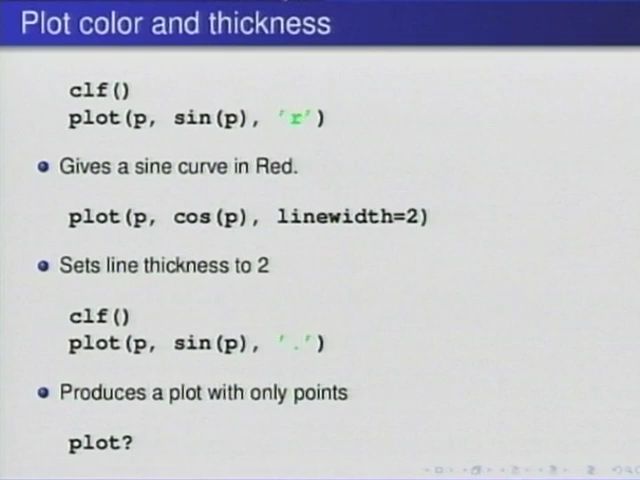 Plot color and thickness
clf()
plot(p, sin(p), 'r')
Gives a sine curve in Red.
plot(p, cos(p), linewidth=2)
Sets line thickness to 2
clf()
plot(p, sin(p), '.')
Produces a plot with only points
plot?